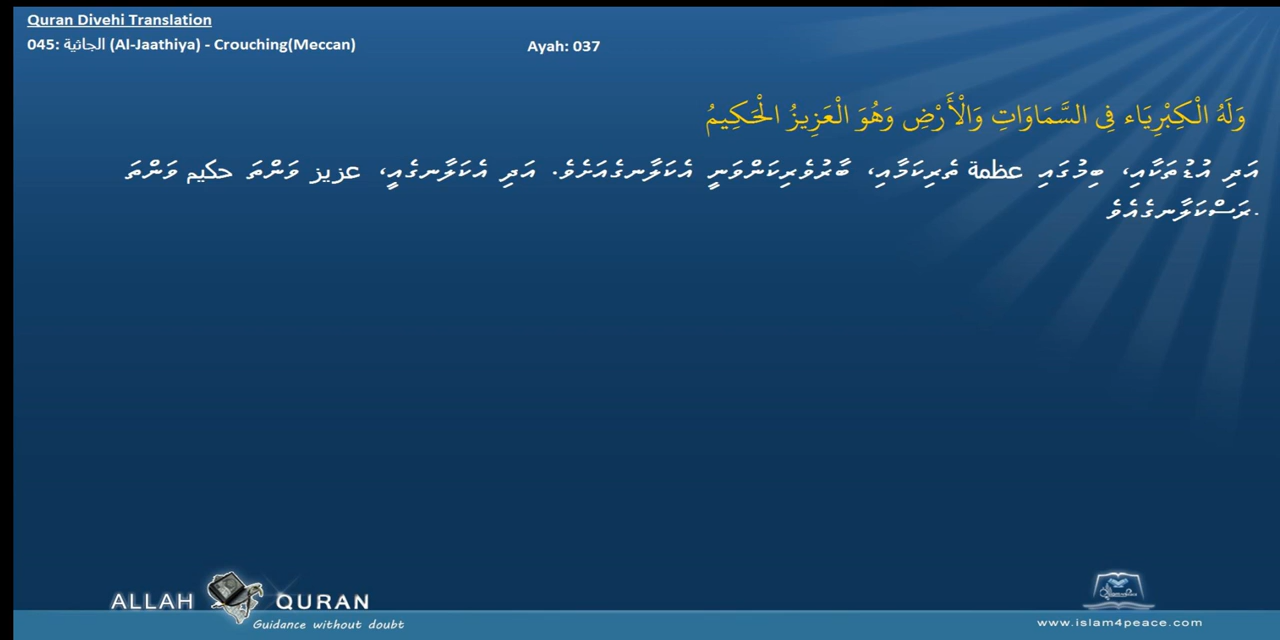 Quran Divehi Translation
045: الجاثية (Al-Jaathiya) - Crouching(Meccan)
Ayah: 037
وَلَهُ الْكِبْرِيَاء فِي السَّمَاوَاتِ وَالْأَرْضِ وَهُوَ الْعَزِيزُ الْحَكِيمُ
އަދި އުޑުތަކާއި، ބިމުގައި عظمة ތެރިކަމާއި، ބާރުވެރިކަންވަނީ އެކަލާނގެއަށެވެ. އަދި އެކަލާނގެއީ، عزيز ވަންތަ حكيم ވަންތަ
ރަސްކަލާނގެއެވެ.
ALLAH QURAN
Guidance without doubt
www.islam4peace.com